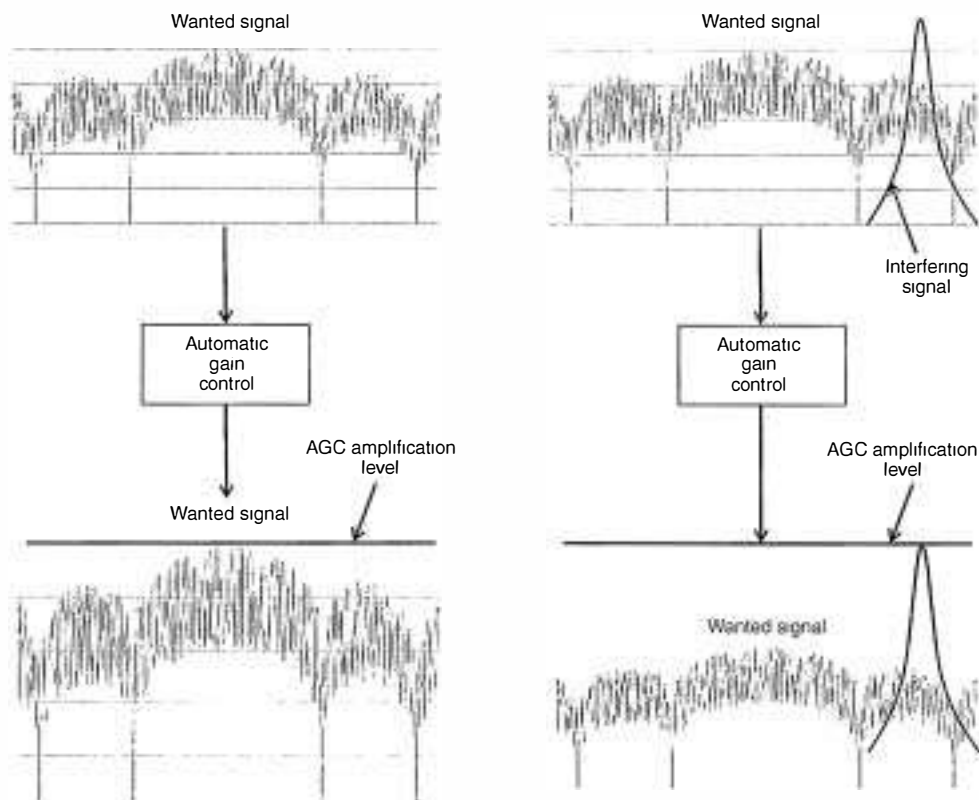 Wanted signal
Wanted signal
Interfering
signal
Automatic
gain
control
Automatic
gain
control
AGC amplification
level
AGC amplification
level
Wanted signal
Wanted signal